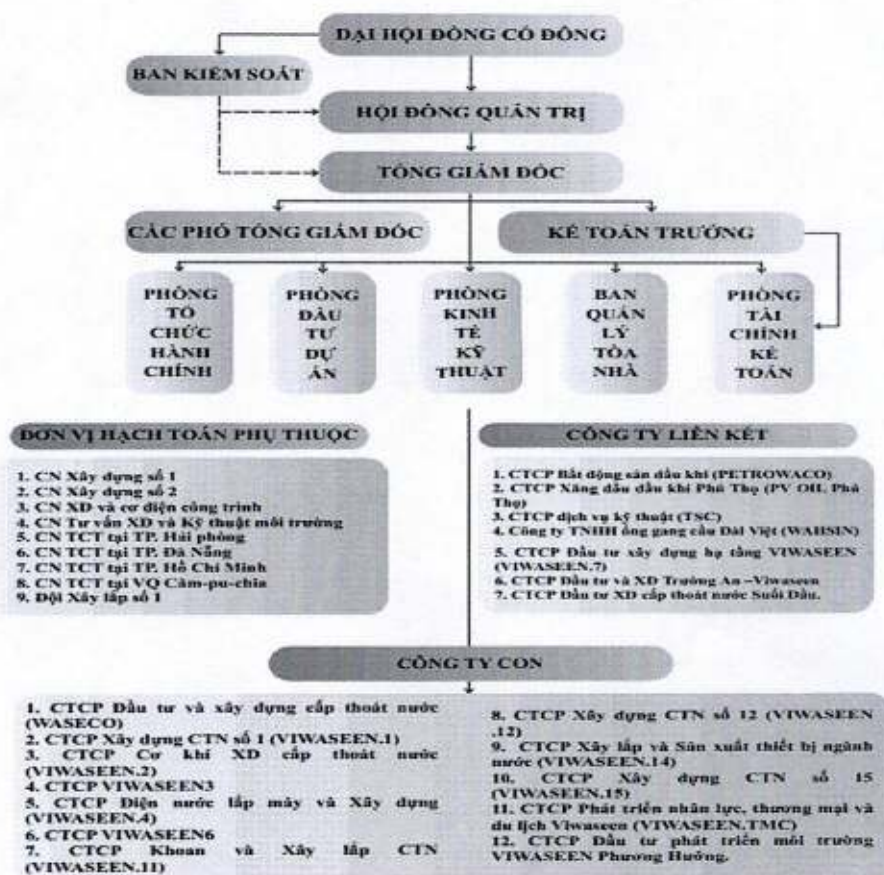 ĐẠI HỘI ĐỒNG CỔ ĐÔNG
BAN KIỂM SOÁT
HỘI ĐỒNG QUẢN TRỊ
TỔNG GIÁM ĐỐC
CÁC PHÓ TỔNG GIÁM ĐỐC
KẾ TOÁN TRƯỞNG
PHÒNG
TỔ
CHỨC
HÀNH
CHÍNH
PHÒNG
ĐẦU
TƯ
DỰ
ÁN
PHÒNG
KINH
TẾ
KỸ
THUẬT
BAN
QUẢN
LÝ
TÒA
NHÀ
PHÒNG
TÀI
CHÍNH
KẾ
TOÁN
ĐƠN VỊ HẠCH TOÁN PHỤ THUỘC
1. CN Xây dựng số 1
2. CN Xây dựng số 2
3. CN XD và cơ điện công trình
4. CN Tư vấn XD và Kỹ thuật môi trường
5. CN TCT tại TP. Hải phòng
6. CN TCT tại TP. Đà Nẵng
7. CN TCT tại TP. Hồ Chí Minh
8. CN TCT tại VQ Căm-pu-chia
9. Đội Xây lắp số 1
CÔNG TY LIÊN KẾT
1. CTCP Bất động sản dầu khí (PETROWACO)
2. CTCP Xăng dầu dầu khí Phú Thọ (PV OIL Phú
Thọ)
3. CTCP dịch vụ kỹ thuật (TSC)
4. Công ty TNHH ống gang cầu Đài Việt (WAHSIN)
5. CTCP Đầu tư xây dựng hạ tầng VIWASEEN
(VIWASEEN.7)
6. CTCP Đầu tư và XD Trường An –Viwaseen
7. CTCP Đầu tư XD cấp thoát nước Suối Dầu.
CÔNG TY CON
1. CTCP Đầu tư và xây dựng cấp thoát nước
(WASECO)
2. CTCP Xây dựng CTN số 1 (VIWASEEN.1)
3. CTCP Cơ khí XD cấp thoát nước
(VIWASEEN.2)
4. CTCP VIWASEEN3
5. CTCP Điện nước lắp máy và Xây dựng
(VIWASEEN.4)
6. CTCP VIWASEEN6
7. CTCP Khoan và Xây lắp CTN
(VIWASEEN.11)
8. CTCP Xây dựng CTN số 12 (VIWASEEN
.12)
9. CTCP Xây lắp và Sản xuất thiết bị ngành
nước (VIWASEEN.14)
10. CTCP Xây dựng CTN số 15
(VIWASEEN.15)
11. CTCP Phát triển nhân lực, thương mại và
du lịch Viwaseen (VIWASEEN.TMC)
12. CTCP Đầu tư phát triển môi trường
VIWASEEN Phương Hướng.